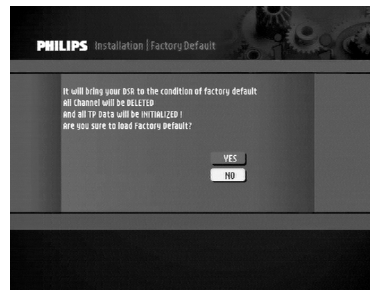 PHILIPS Installation | Factory Default
It will bring your DSR to the condition of factory default
All Channel will be DELETED
And all TP Data will be INITIALIZED !
Are you sure to load Factory Default?
YES
NO